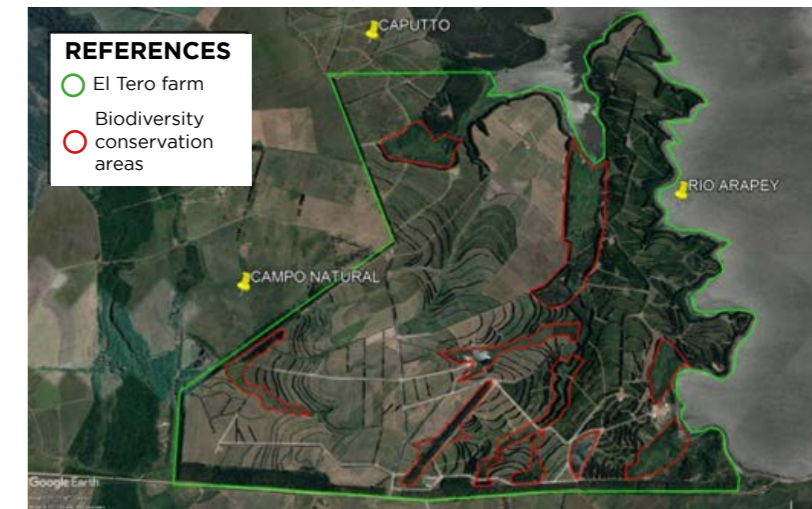 CAPUTTO
REFERENCES
El Tero farm
Biodiversity
conservation
areas
RIO ARAPEY
CAMPO NATURAL
Google Earth